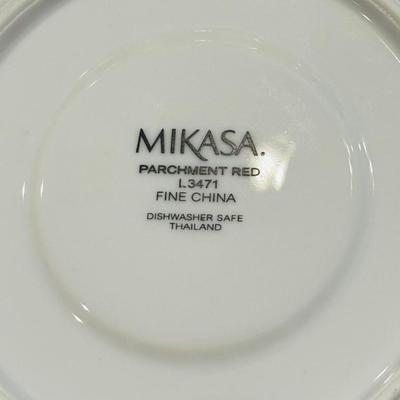 MIKASA.
PARCHMENT RED
L3471
FINE CHINA
DISHWASHER SAFE
THAILAND